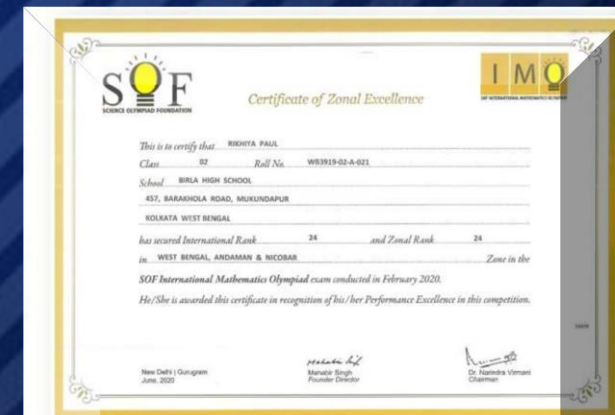 SOF
SCIENCE OLYMPIAD FOUNDATION
IMO
SOF INTERNATIONAL MATHEMATICS OLYMPIAD
Certificate of Zonal Excellence
This is to certify that RIKHIYA PAUL
Class 02 Roll No. WB3919-02-A-021
School BIRLA HIGH SCHOOL
457, BARAKHOLA ROAD, MUKUNDAPUR
KOLKATA WEST BENGAL
has secured International Rank 24 and Zonal Rank 24
in WEST BENGAL, ANDAMAN & NICOBAR Zone in the
SOF International Mathematics Olympiad exam conducted in February 2020.
He/She is awarded this certificate in recognition of his/her Performance Excellence in this competition.
New Delhi | Gurugram
June, 2020
Mahabir Singh
Founder Director
Dr. Narindra Virmani
Chairman